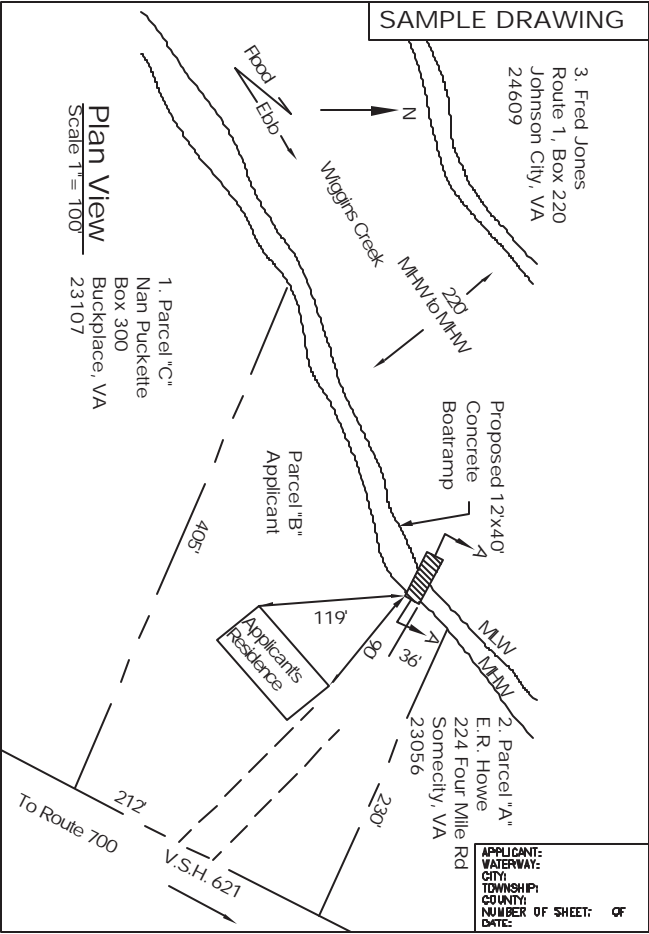 SAMPLE DRAWING
3. Fred Jones
Route 1, Box 220
Johnson City, VA
24609
N
Flood
Ebb
Wiggins Creek
220'
MHW to MHW
Plan View
Scale 1" = 100'
1. Parcel "C"
Nan Puckette
Box 300
Buckplace, VA
23107
Proposed 12'x40'
Concrete
Boatramp
A
A
Parcel "B"
Applicant
MLW
MHW
119'
90'
36'
Applicant's
Residence
405'
2. Parcel "A"
E.R. Howe
224 Four Mile Rd
Somecity, VA
23056
230'
212'
To Route 700
V.S.H. 621
APPLICANT:
WATERWAY:
CITY:
TOWNSHIP:
COUNTY:
NUMBER OF SHEET: OF
DATE: